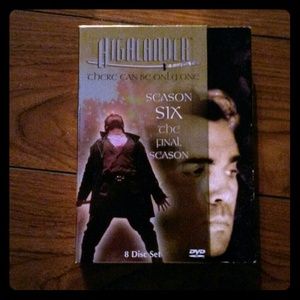 HIGHLANDER
THERE CAN BE ONLY ONE
SEASON
SIX
THE
FINAL
SEASON
8 Disc Set
DVD